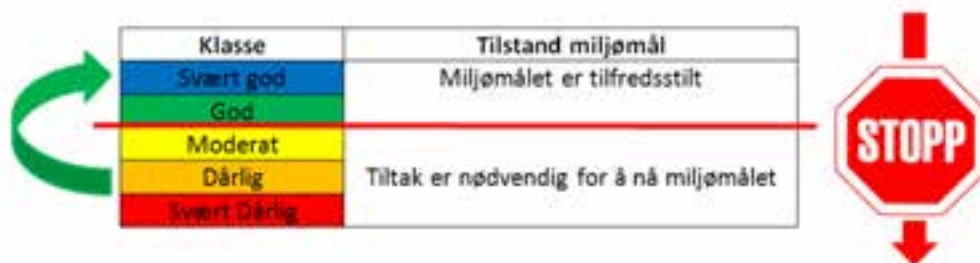 Klasse Tilstand miljømål
Svært god Miljømålet er tilfredsstilt
God
Moderat
Dårlig Tiltak er nødvendig for å nå miljømålet
Svært Dårlig
STOPP